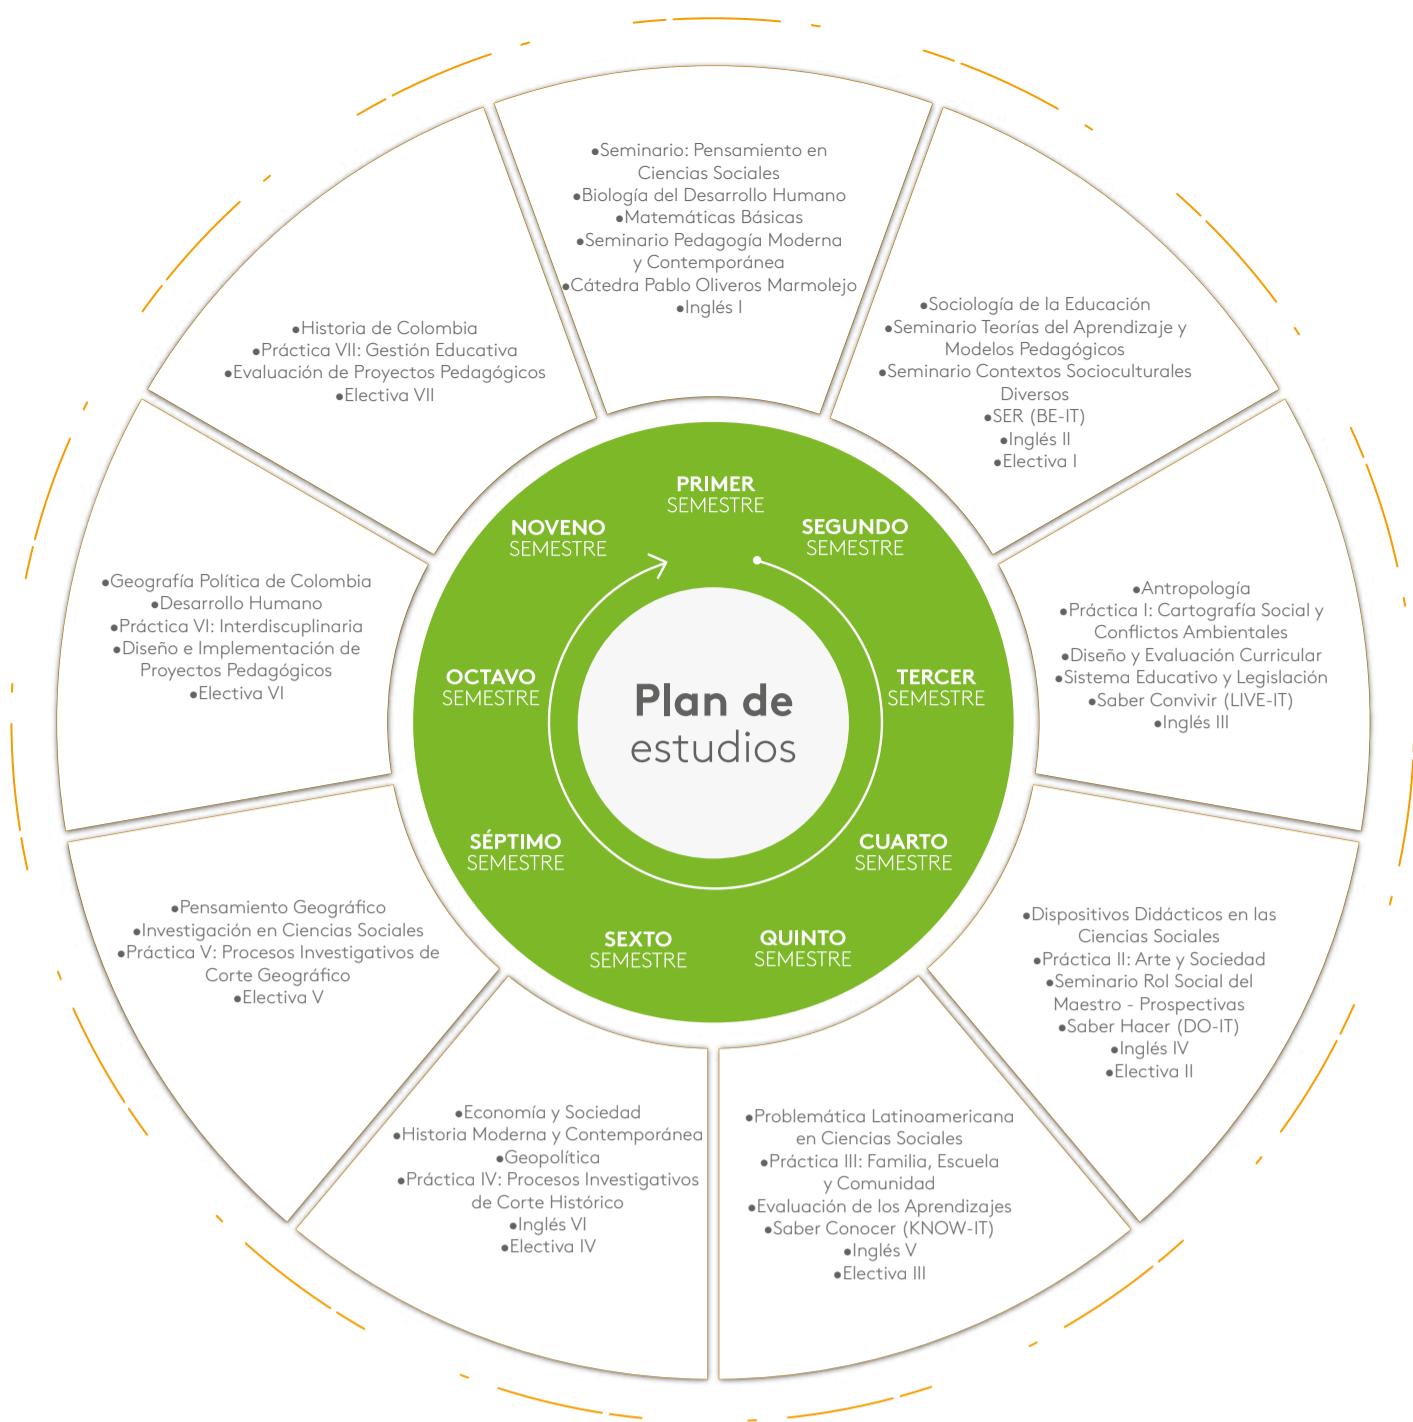 Plan de
estudios
PRIMER
SEMESTRE
●Seminario: Pensamiento en
Ciencias Sociales
●Biología del Desarrollo Humano
●Matemáticas Básicas
●Seminario Pedagogía Moderna
y Contemporánea
●Cátedra Pablo Oliveros Marmolejo
●Inglés I
SEGUNDO
SEMESTRE
●Sociología de la Educación
●Seminario Teorías del Aprendizaje y
Modelos Pedagógicos
●Seminario Contextos Socioculturales
Diversos
●SER (BE-IT)
●Inglés II
●Electiva I
TERCER
SEMESTRE
●Antropología
●Práctica I: Cartografía Social y
Conflictos Ambientales
●Diseño y Evaluación Curricular
●Sistema Educativo y Legislación
●Saber Convivir (LIVE-IT)
●Inglés III
CUARTO
SEMESTRE
●Dispositivos Didácticos en las
Ciencias Sociales
●Práctica II: Arte y Sociedad
●Seminario Rol Social del
Maestro - Prospectivas
●Saber Hacer (DO-IT)
●Inglés IV
●Electiva II
QUINTO
SEMESTRE
●Problemática Latinoamericana
en Ciencias Sociales
●Práctica III: Familia, Escuela
y Comunidad
●Evaluación de los Aprendizajes
●Saber Conocer (KNOW-IT)
●Inglés V
●Electiva III
SEXTO
SEMESTRE
●Economía y Sociedad
●Historia Moderna y Contemporánea
●Geopolítica
●Práctica IV: Procesos Investigativos
de Corte Histórico
●Inglés VI
●Electiva IV
SÉPTIMO
SEMESTRE
●Pensamiento Geográfico
●Investigación en Ciencias Sociales
●Práctica V: Procesos Investigativos de
Corte Geográfico
●Electiva V
OCTAVO
SEMESTRE
●Geografía Política de Colombia
●Desarrollo Humano
●Práctica VI: Interdiscuplinaria
●Diseño e Implementación de
Proyectos Pedagógicos
●Electiva VI
NOVENO
SEMESTRE
●Historia de Colombia
●Práctica VII: Gestión Educativa
●Evaluación de Proyectos Pedagógicos
●Electiva VII